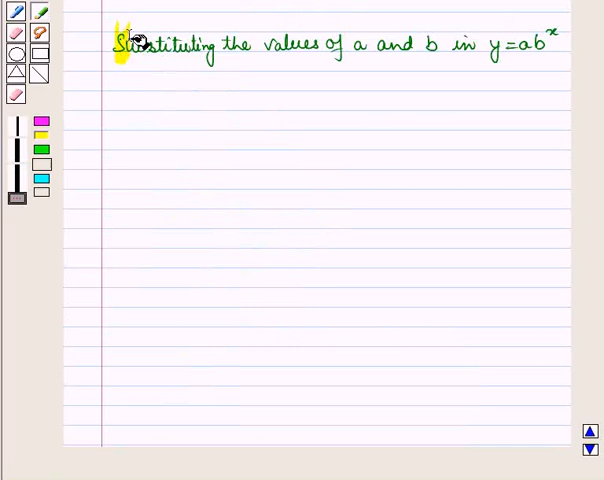 Substituting the values of a and b in y=ab^x